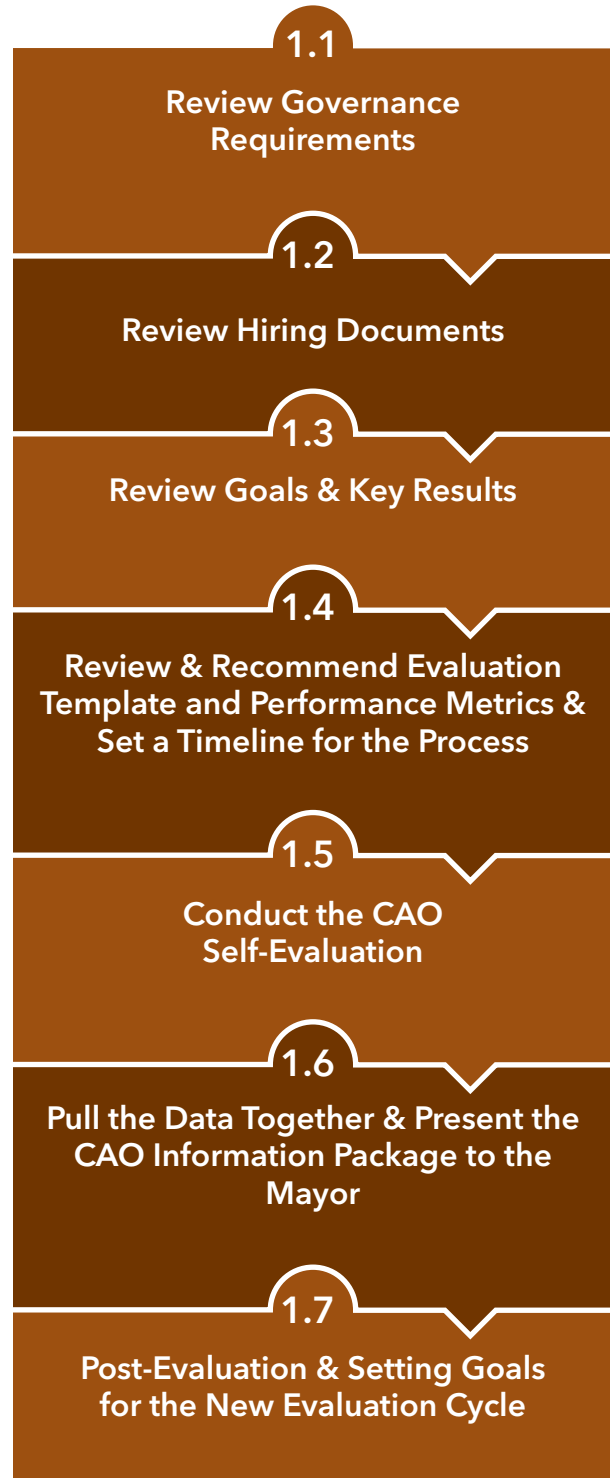 1.1
Review Governance
Requirements
1.2
Review Hiring Documents
1.3
Review Goals & Key Results
1.4
Review & Recommend Evaluation
Template and Performance Metrics &
Set a Timeline for the Process
1.5
Conduct the CAO
Self-Evaluation
1.6
Pull the Data Together & Present the
CAO Information Package to the
Mayor
1.7
Post-Evaluation & Setting Goals
for the New Evaluation Cycle